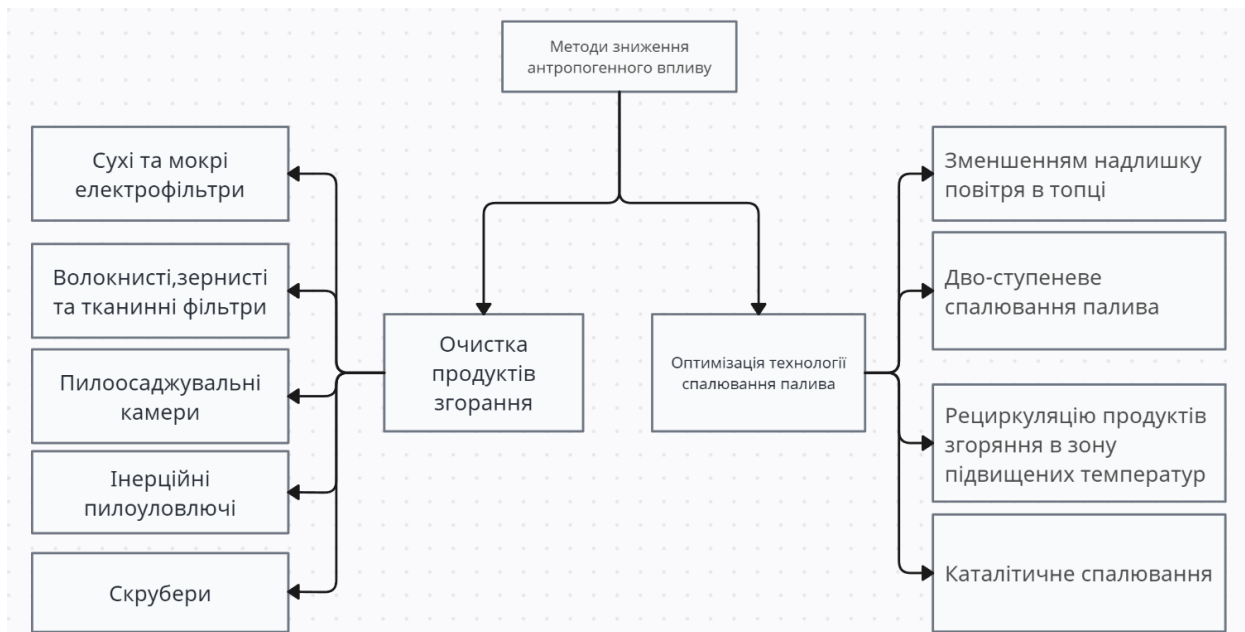 Методи зниження
антропогенного впливу
Сухі та мокрі
електрофільтри
Волокнисті,зернисті
та тканинні фільтри
Пилоосаджувальні
камери
Інерційні
пилоуловлючі
Скрубери
Очистка
продуктів
згорання
Оптимізація технології
спалювання палива
Зменшенням надлишку
повітря в топці
Дво-ступеневе
спалювання палива
Рециркуляцію продуктів
згоряння в зону
підвищених температур
Каталітичне спалювання